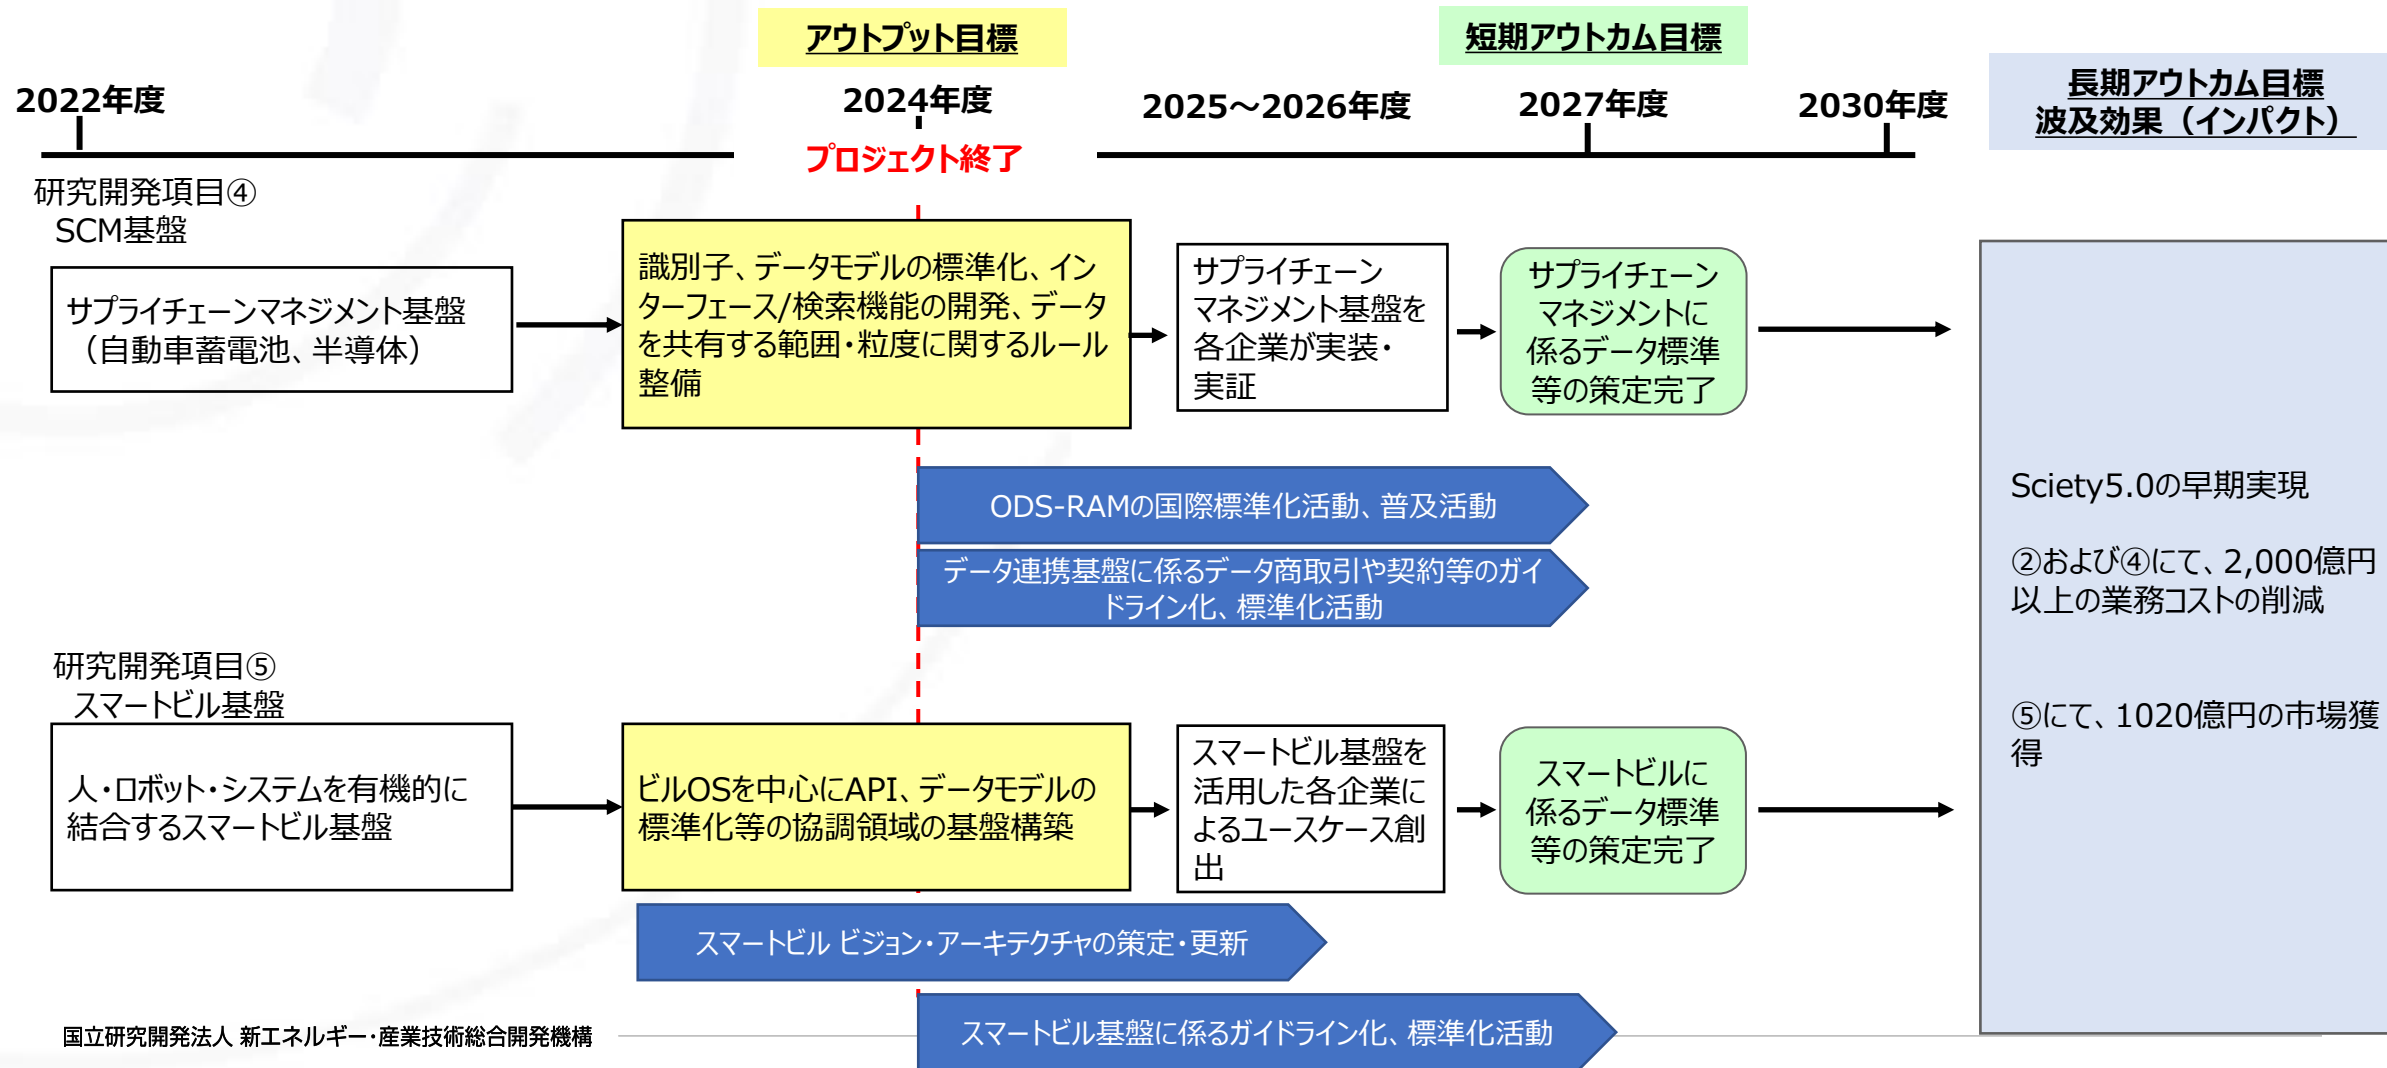 アウトプット目標
短期アウトカム目標
長期アウトカム目標
波及効果（インパクト）
2022年度
2024年度
2025～2026年度
2027年度
2030年度
プロジェクト終了
研究開発項目④
SCM基盤
サプライチェーンマネジメント基盤
（自動車蓄電池、半導体）
識別子、データモデルの標準化、イン
ターフェース/検索機能の開発、データ
を共有する範囲・粒度に関するルール
整備
サプライチェーン
マネジメント基盤を
各企業が実装・
実証
サプライチェーン
マネジメントに
係るデータ標準
等の策定完了
ODS-RAMの国際標準化活動、普及活動
データ連携基盤に係るデータ商取引や契約等のガイ
ドライン化、標準化活動
Sciety5.0の早期実現
②および④にて、2,000億円
以上の業務コストの削減
⑤にて、1020億円の市場獲
得
研究開発項目⑤
スマートビル基盤
人・ロボット・システムを有機的に
結合するスマートビル基盤
ビルOSを中心にAPI、データモデルの
標準化等の協調領域の基盤構築
スマートビル基盤を
活用した各企業に
よるユースケース創
出
スマートビルに
係るデータ標準
等の策定完了
スマートビル ビジョン・アーキテクチャの策定・更新
スマートビル基盤に係るガイドライン化、標準化活動
国立研究開発法人 新エネルギー・産業技術総合開発機構